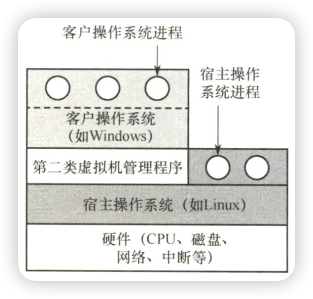 客户操作系统进程
宿主操作
系统进程
客户操作系统
（如Windows）
第二类虚拟机管理程序
宿主操作系统（如Linux）
硬件（CPU、磁盘、
网络、中断等）